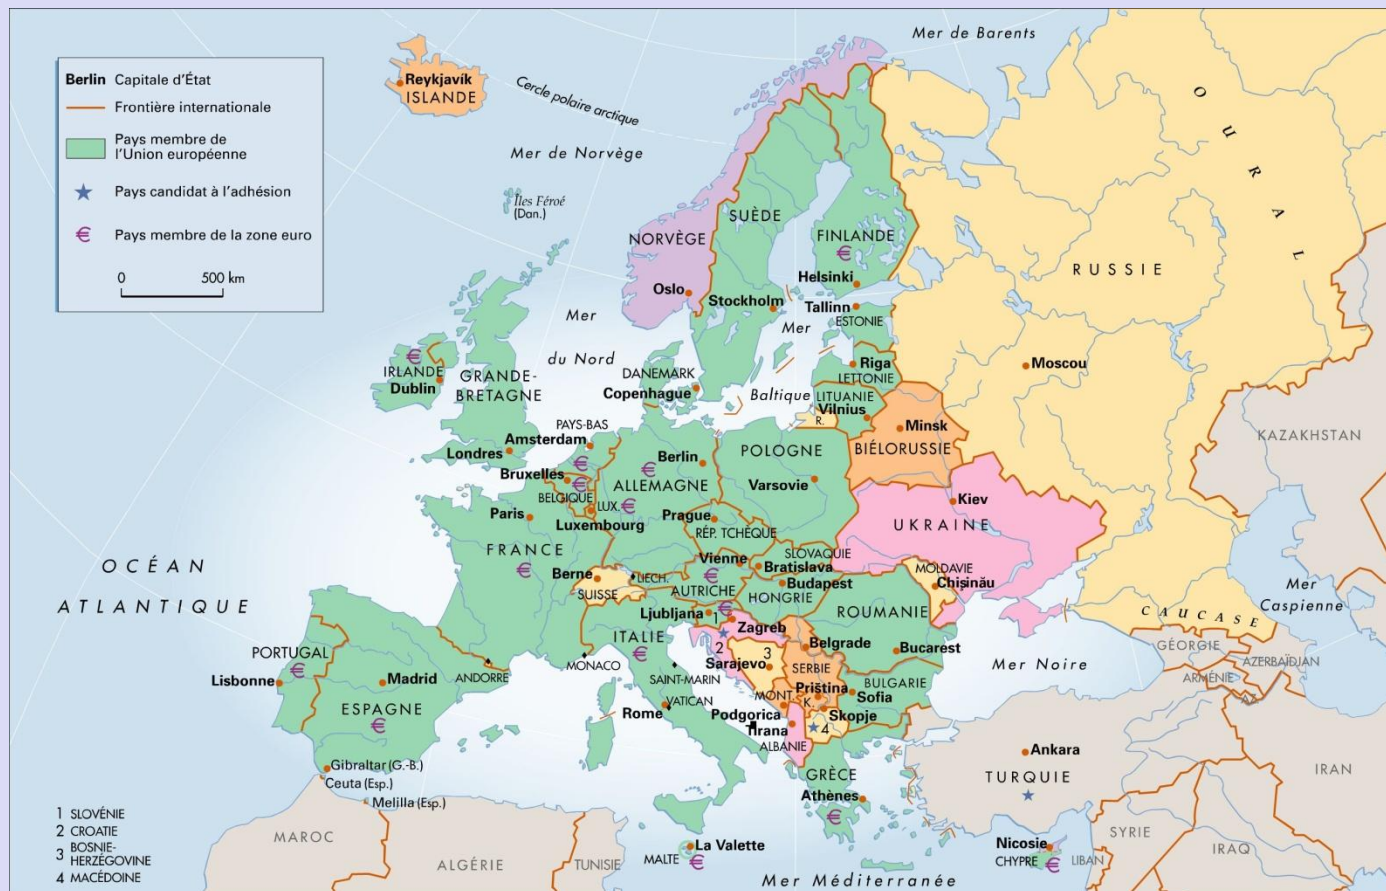 Berlin Capitale d'État
Frontière internationale
Pays membre de
l'Union européenne
Pays candidat à l'adhésion
€ Pays membre de la zone euro
0 500 km
Mer de Barents
Reykjavík
ISLANDE
Cercle polaire arctique
Mer de Norvège
Îles Féroé
(Dan.)
OURAL
NORVÈGE
SUÈDE
FINLANDE
€
RUSSIE
Oslo
Stockholm
Helsinki
Tallinn
ESTONIE
Mer
du Nord
Mer
Baltique
Riga
LETTONIE
Moscou
€
IRLANDE
Dublin
GRANDE-
BRETAGNE
DANEMARK
Copenhague
LITUANIE
Vilnius
R.
Minsk
BIÉLORUSSIE
KAZAKHSTAN
PAYS-BAS
Amsterdam
Londres
€
Bruxelles
€
BELGIQUE
LUX.
Luxembourg
Berlin
€
ALLEMAGNE
€
POLOGNE
Varsovie
Kiev
UKRAINE
Paris
FRANCE
€
Prague
RÉP. TCHÈQUE
SLOVAQUIE
Bratislava
Vienne
€
AUTRICHE
Budapest
HONGRIE
MOLDAVIE
Chişinău
Berne
SUISSE
LIECH.
OCÉAN
ATLANTIQUE
Ljubljana
1
€
Zagreb
2
3
ROUMANIE
Bucarest
Belgrade
SERBIE
Sarajevo
CAUCASE
Mer
Caspienne
GÉORGIE
AZERBAÏDJAN
ARMÉNIE
AZ.
ITALIE
€
MONACO
SAINT-MARIN
VATICAN
Rome
PORTUGAL
€
Lisbonne
Madrid
ESPAGNE
€
ANDORRE
MONT.
Pristina
K.
Podgorica
Tirana
ALBANIE
Skopje
4
BULGARIE
Sofia
Mer Noire
Ankara
TURQUIE
GRÈCE
Athènes
€
Gibraltar (G.-B.)
Ceuta (Esp.)
Melilla (Esp.)
MAROC
ALGÉRIE
TUNISIE
La Valette
MALTE
€
Nicosie
CHYPRE
€
LIBAN
SYRIE
IRAQ
IRAN
Mer Méditerranée
1 SLOVÉNIE
2 CROATIE
3 BOSNIE-
HERZÉGOVINE
4 MACÉDOINE